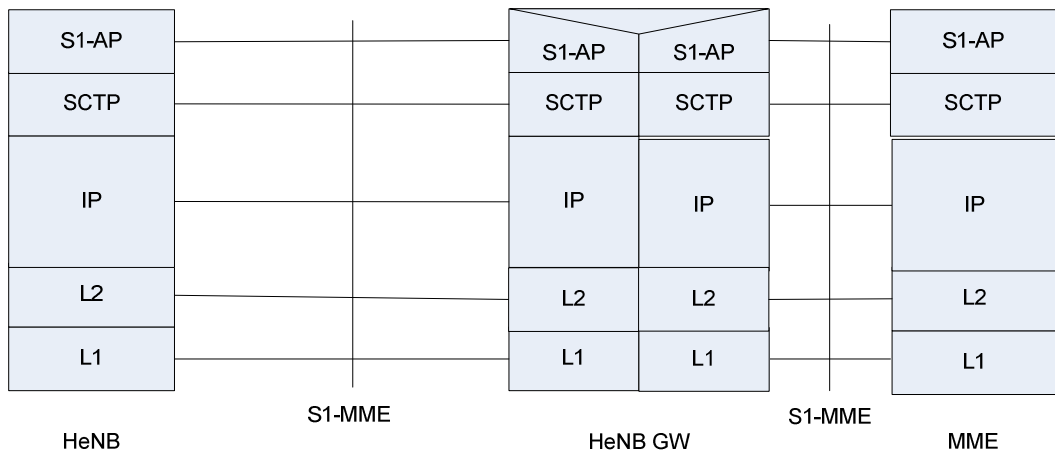 S1-AP
S1-AP S1-AP
S1-AP
SCTP
SCTP SCTP
SCTP
IP
IP IP
IP
L2
L2 L2
L2
L1
L1 L1
L1
S1-MME
S1-MME
HeNB
HeNB GW
MME